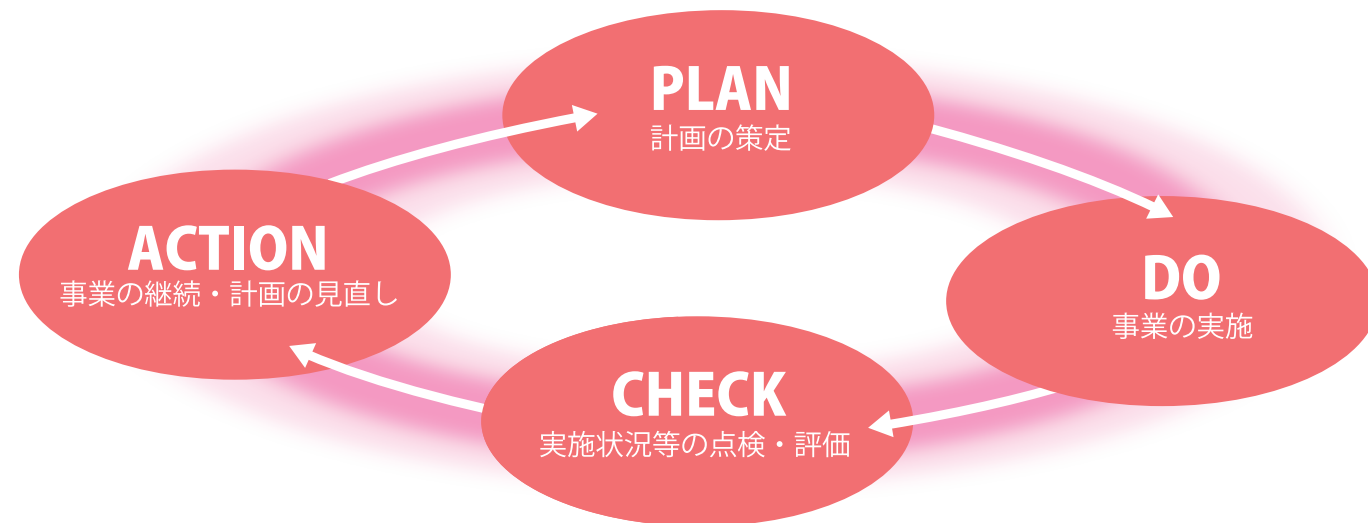 PLAN
計画の策定
DO
事業の実施
CHECK
実施状況等の点検・評価
ACTION
事業の継続・計画の見直し